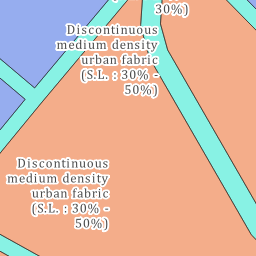 30%)
Discontinuous
medium density
urban fabric
(S.L. : 30% -
50%)
Discontinuous
medium density
urban fabric
(S.L. : 30% -
50%)